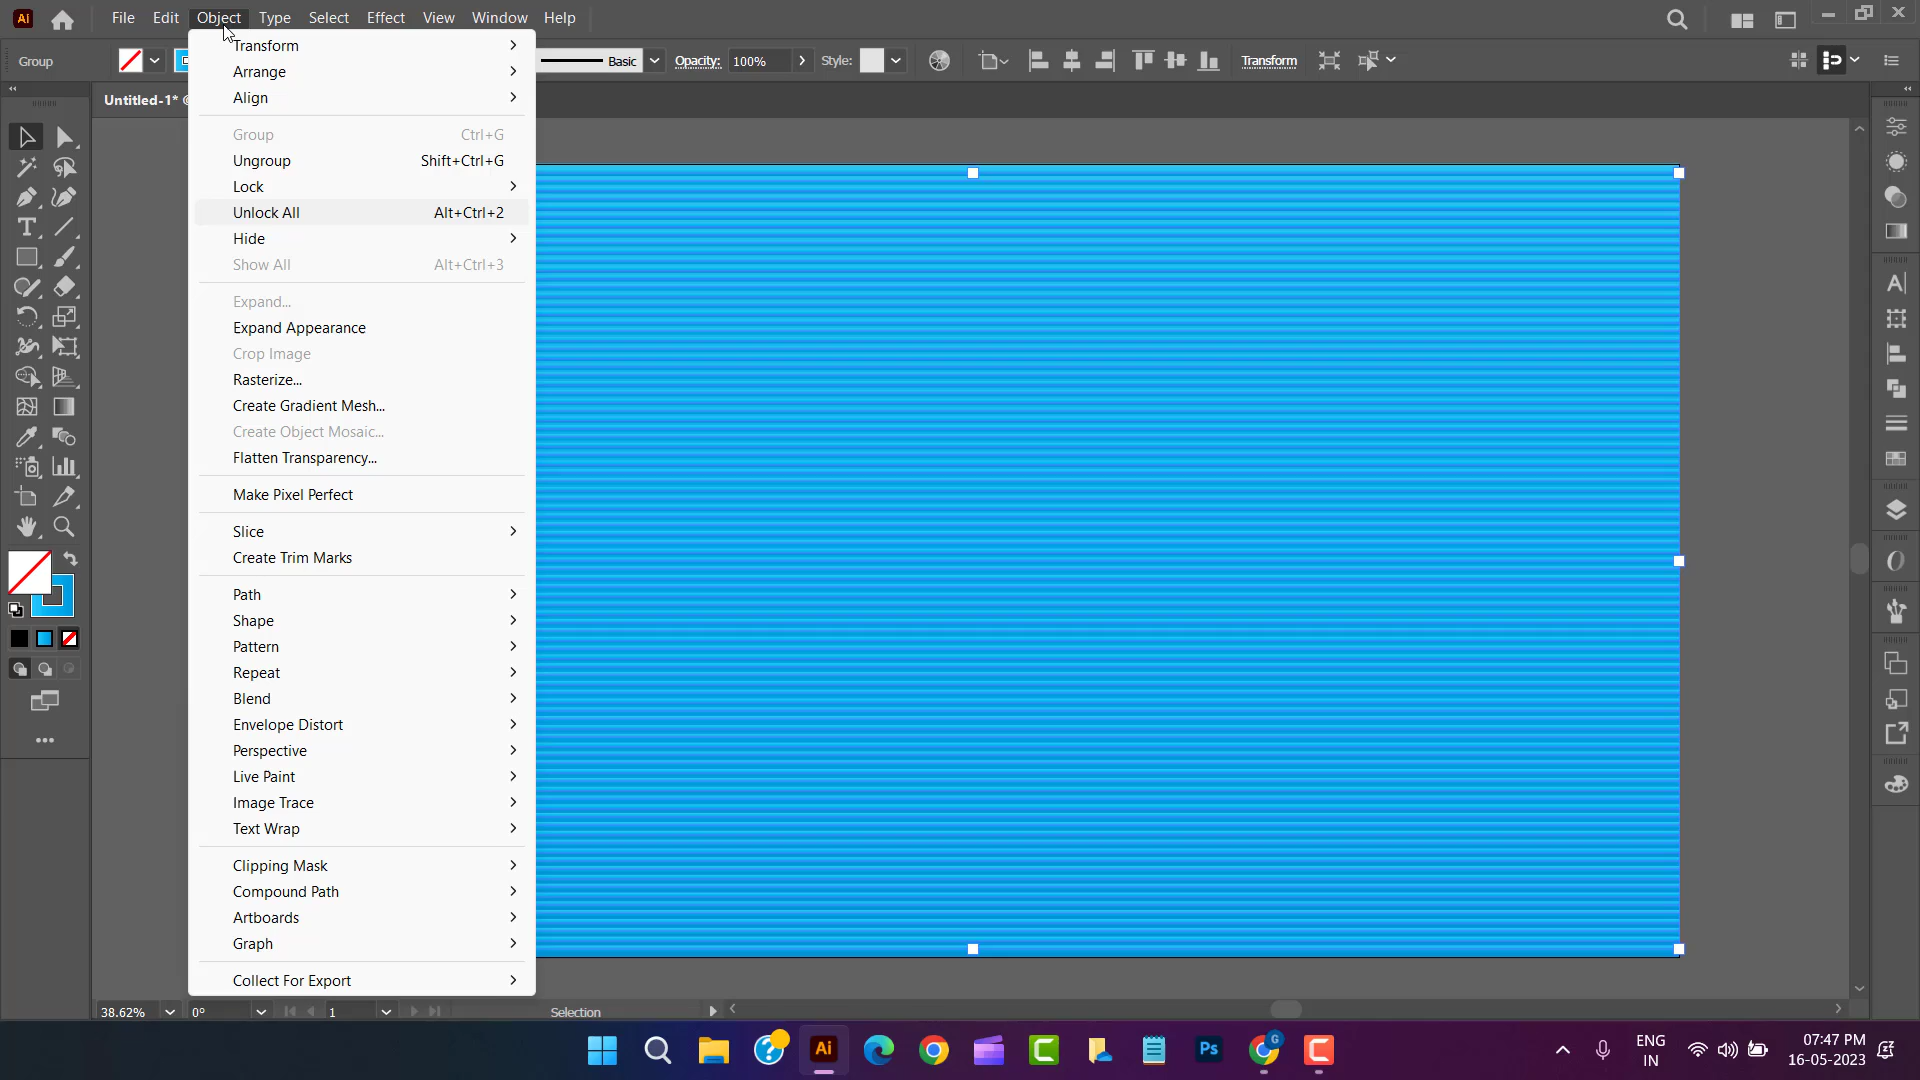 Ai File Edit Object Type Select Effect View Window Help
Group Basic Opacity: 100% Style: Transform
Untitled-1*
Transform
Arrange
Align
Group Ctrl+G
Ungroup Shift+Ctrl+G
Lock
Unlock All Alt+Ctrl+2
Hide
Show All Alt+Ctrl+3
Expand...
Expand Appearance
Crop Image
Rasterize...
Create Gradient Mesh...
Create Object Mosaic...
Flatten Transparency...
Make Pixel Perfect
Slice
Create Trim Marks
Path
Shape
Pattern
Repeat
Blend
Envelope Distort
Perspective
Live Paint
Image Trace
Text Wrap
Clipping Mask
Compound Path
Artboards
Graph
Collect For Export
38.62% 0° 1 Selection
Ai Ps G
ENG
IN
07:47 PM
16-05-2023